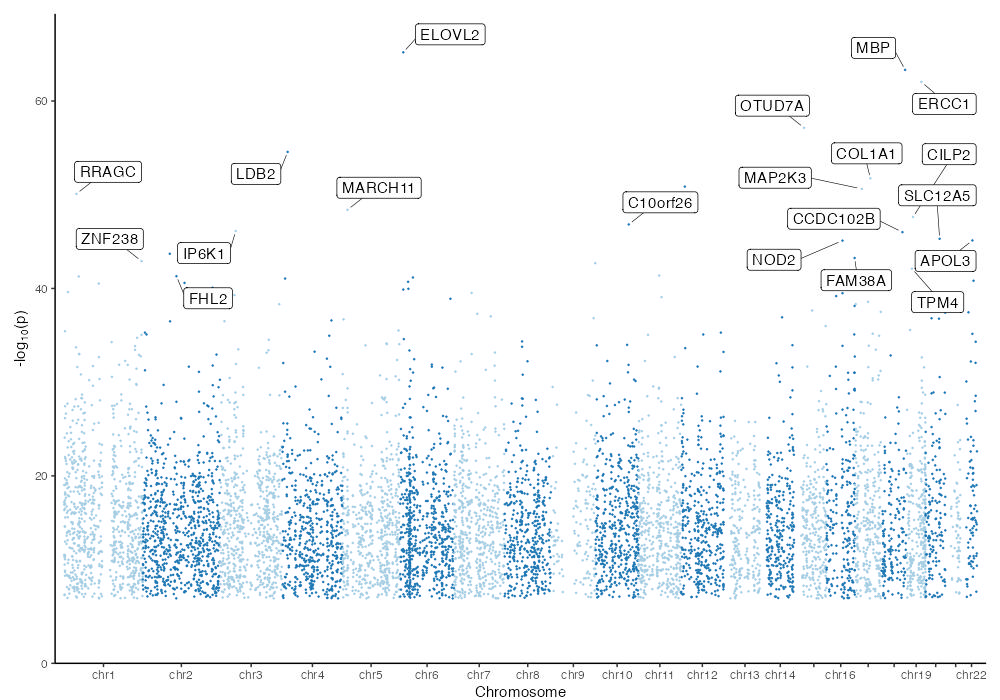 ELOVL2
MBP
60
ERCC1
OTUD7A
COL1A1
CILP2
RRAGC
LDB2
MAP2K3
MARCH11
SLC12A5
C10orf26
CCDC102B
ZNF238
IP6K1
NOD2
APOL3
FAM38A
40
FHL2
TPM4
-log10(p)
20
0
chr1 chr2 chr3 chr4 chr5 chr6 chr7 chr8 chr9 chr10 chr11 chr12 chr13 chr14 chr16 chr19 chr22
Chromosome